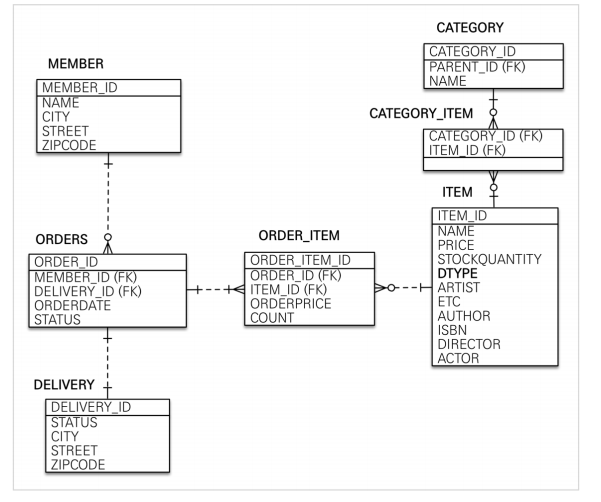 CATEGORY
CATEGORY_ID
PARENT_ID (FK)
NAME
MEMBER
MEMBER_ID
NAME
CITY
STREET
ZIPCODE
CATEGORY_ITEM
CATEGORY_ID (FK)
ITEM_ID (FK)
ITEM
ITEM_ID
NAME
PRICE
STOCKQUANTITY
DTYPE
ARTIST
ETC
AUTHOR
ISBN
DIRECTOR
ACTOR
ORDERS
ORDER_ID
MEMBER_ID (FK)
DELIVERY_ID (FK)
ORDERDATE
STATUS
ORDER_ITEM
ORDER_ITEM_ID
ORDER_ID (FK)
ITEM_ID (FK)
ORDERPRICE
COUNT
DELIVERY
DELIVERY_ID
STATUS
CITY
STREET
ZIPCODE